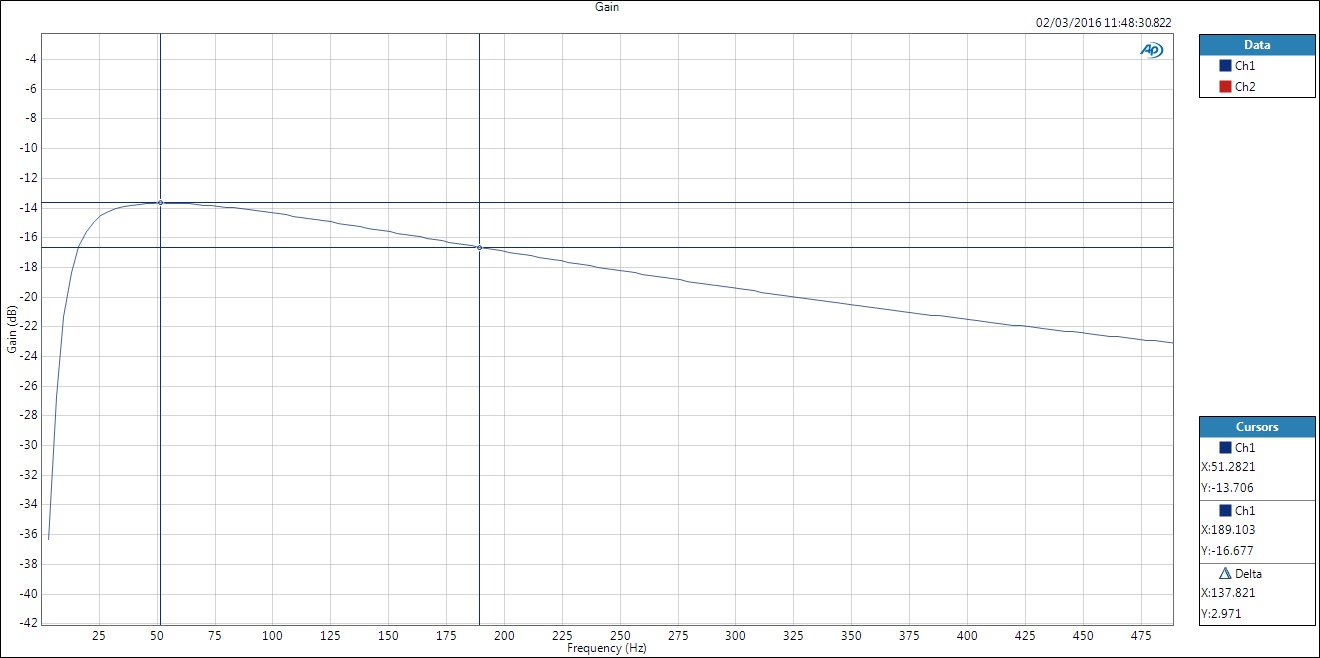 Gain
02/03/2016 11:48:30.822
AP
Data
Ch1
Ch2
-4
-6
-8
-10
-12
-14
-16
-18
-20
-22
-24
-26
-28
-30
-32
-34
-36
-38
-40
-42
Gain (dB)
25 50 75 100 125 150 175 200 225 250 275 300 325 350 375 400 425 450 475
Frequency (Hz)
Cursors
Ch1
X:51.2821
Y:-13.706
Ch1
X:189.103
Y:-16.677
Delta
X:137.821
Y:2.971